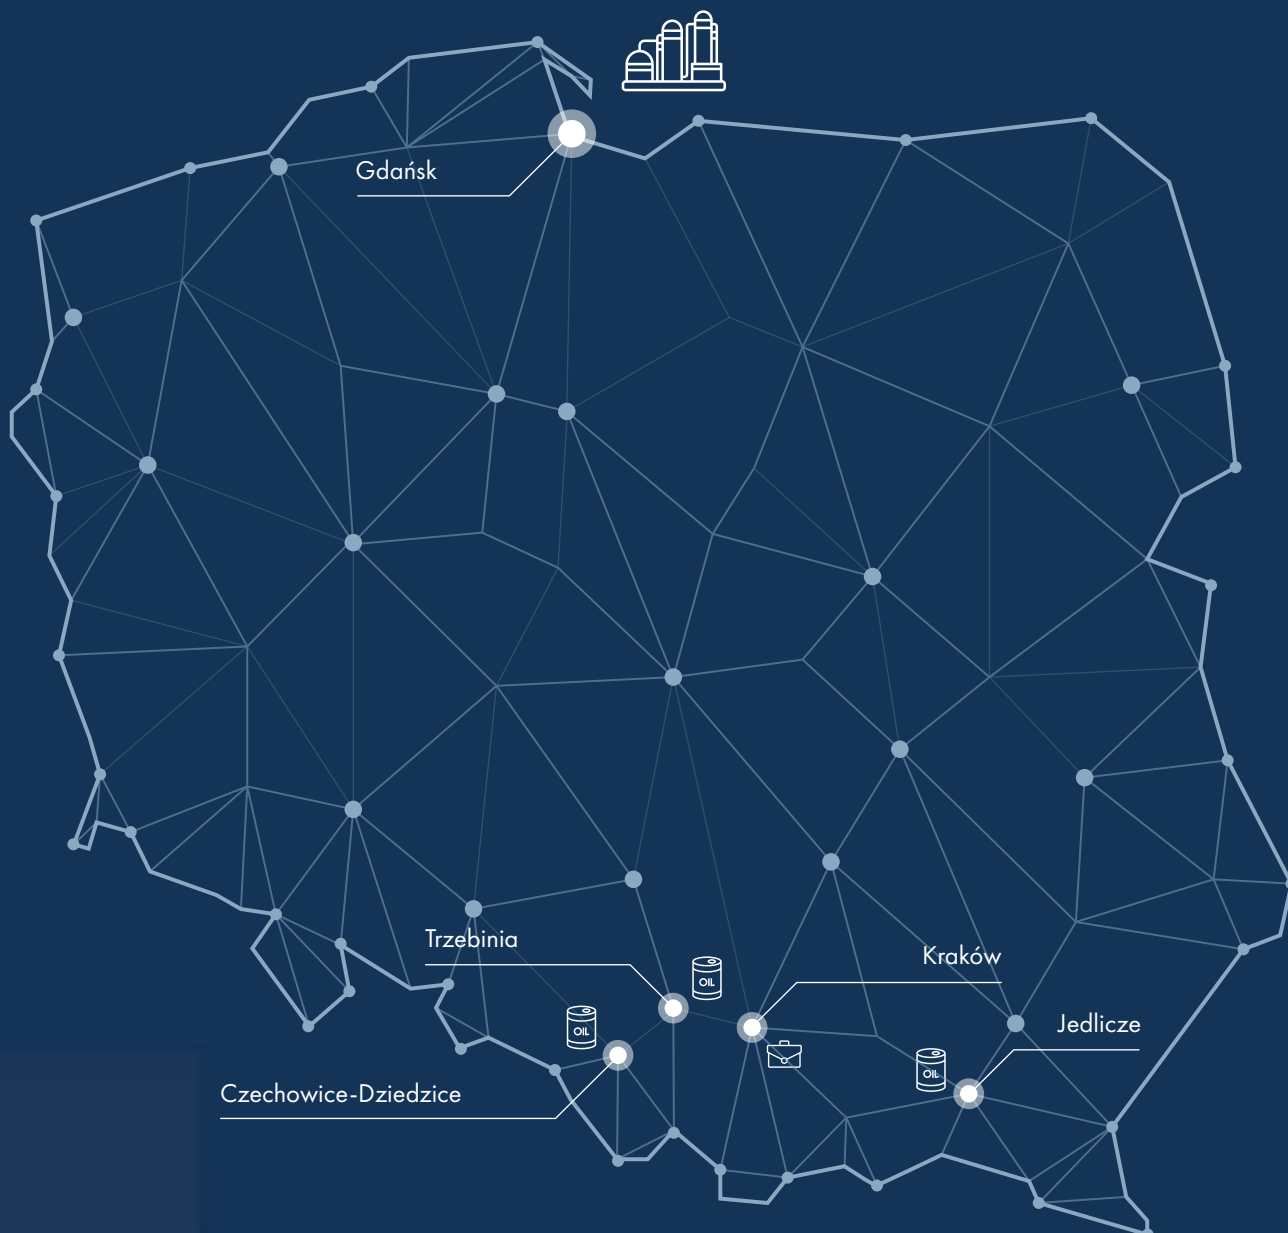 Gdańsk
Trzebinia
Kraków
OIL
OIL
Jedlicze
OIL
Czechowice-Dziedzice